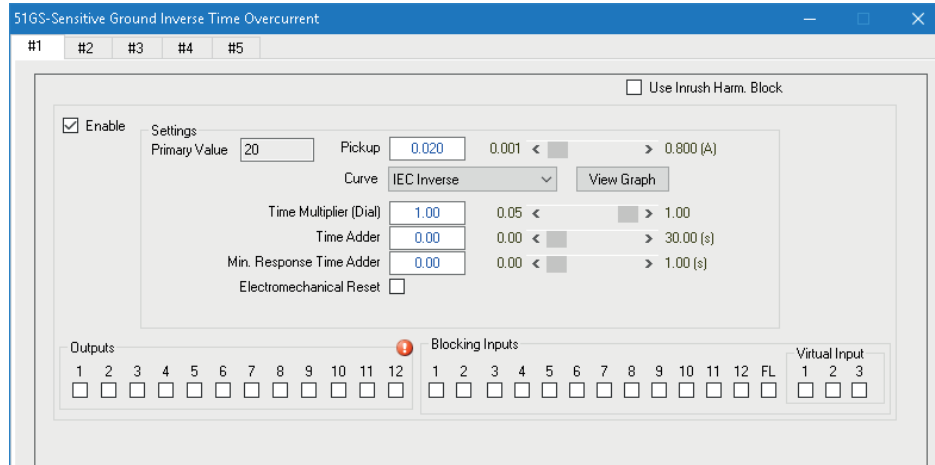 51GS-Sensitive Ground Inverse Time Overcurrent
#1 #2 #3 #4 #5
Use Inrush Harm. Block
Enable
Settings
Primary Value 20 Pickup 0.020 0.001 < > 0.800 (A)
Curve IEC Inverse View Graph
Time Multiplier (Dial) 1.00 0.05 < > 1.00
Time Adder 0.00 0.00 < > 30.00 (s)
Min. Response Time Adder 0.00 0.00 < > 1.00 (s)
Electromechanical Reset
Outputs Blocking Inputs Virtual Input
1 2 3 4 5 6 7 8 9 10 11 12 1 2 3 4 5 6 7 8 9 10 11 12 FL 1 2 3